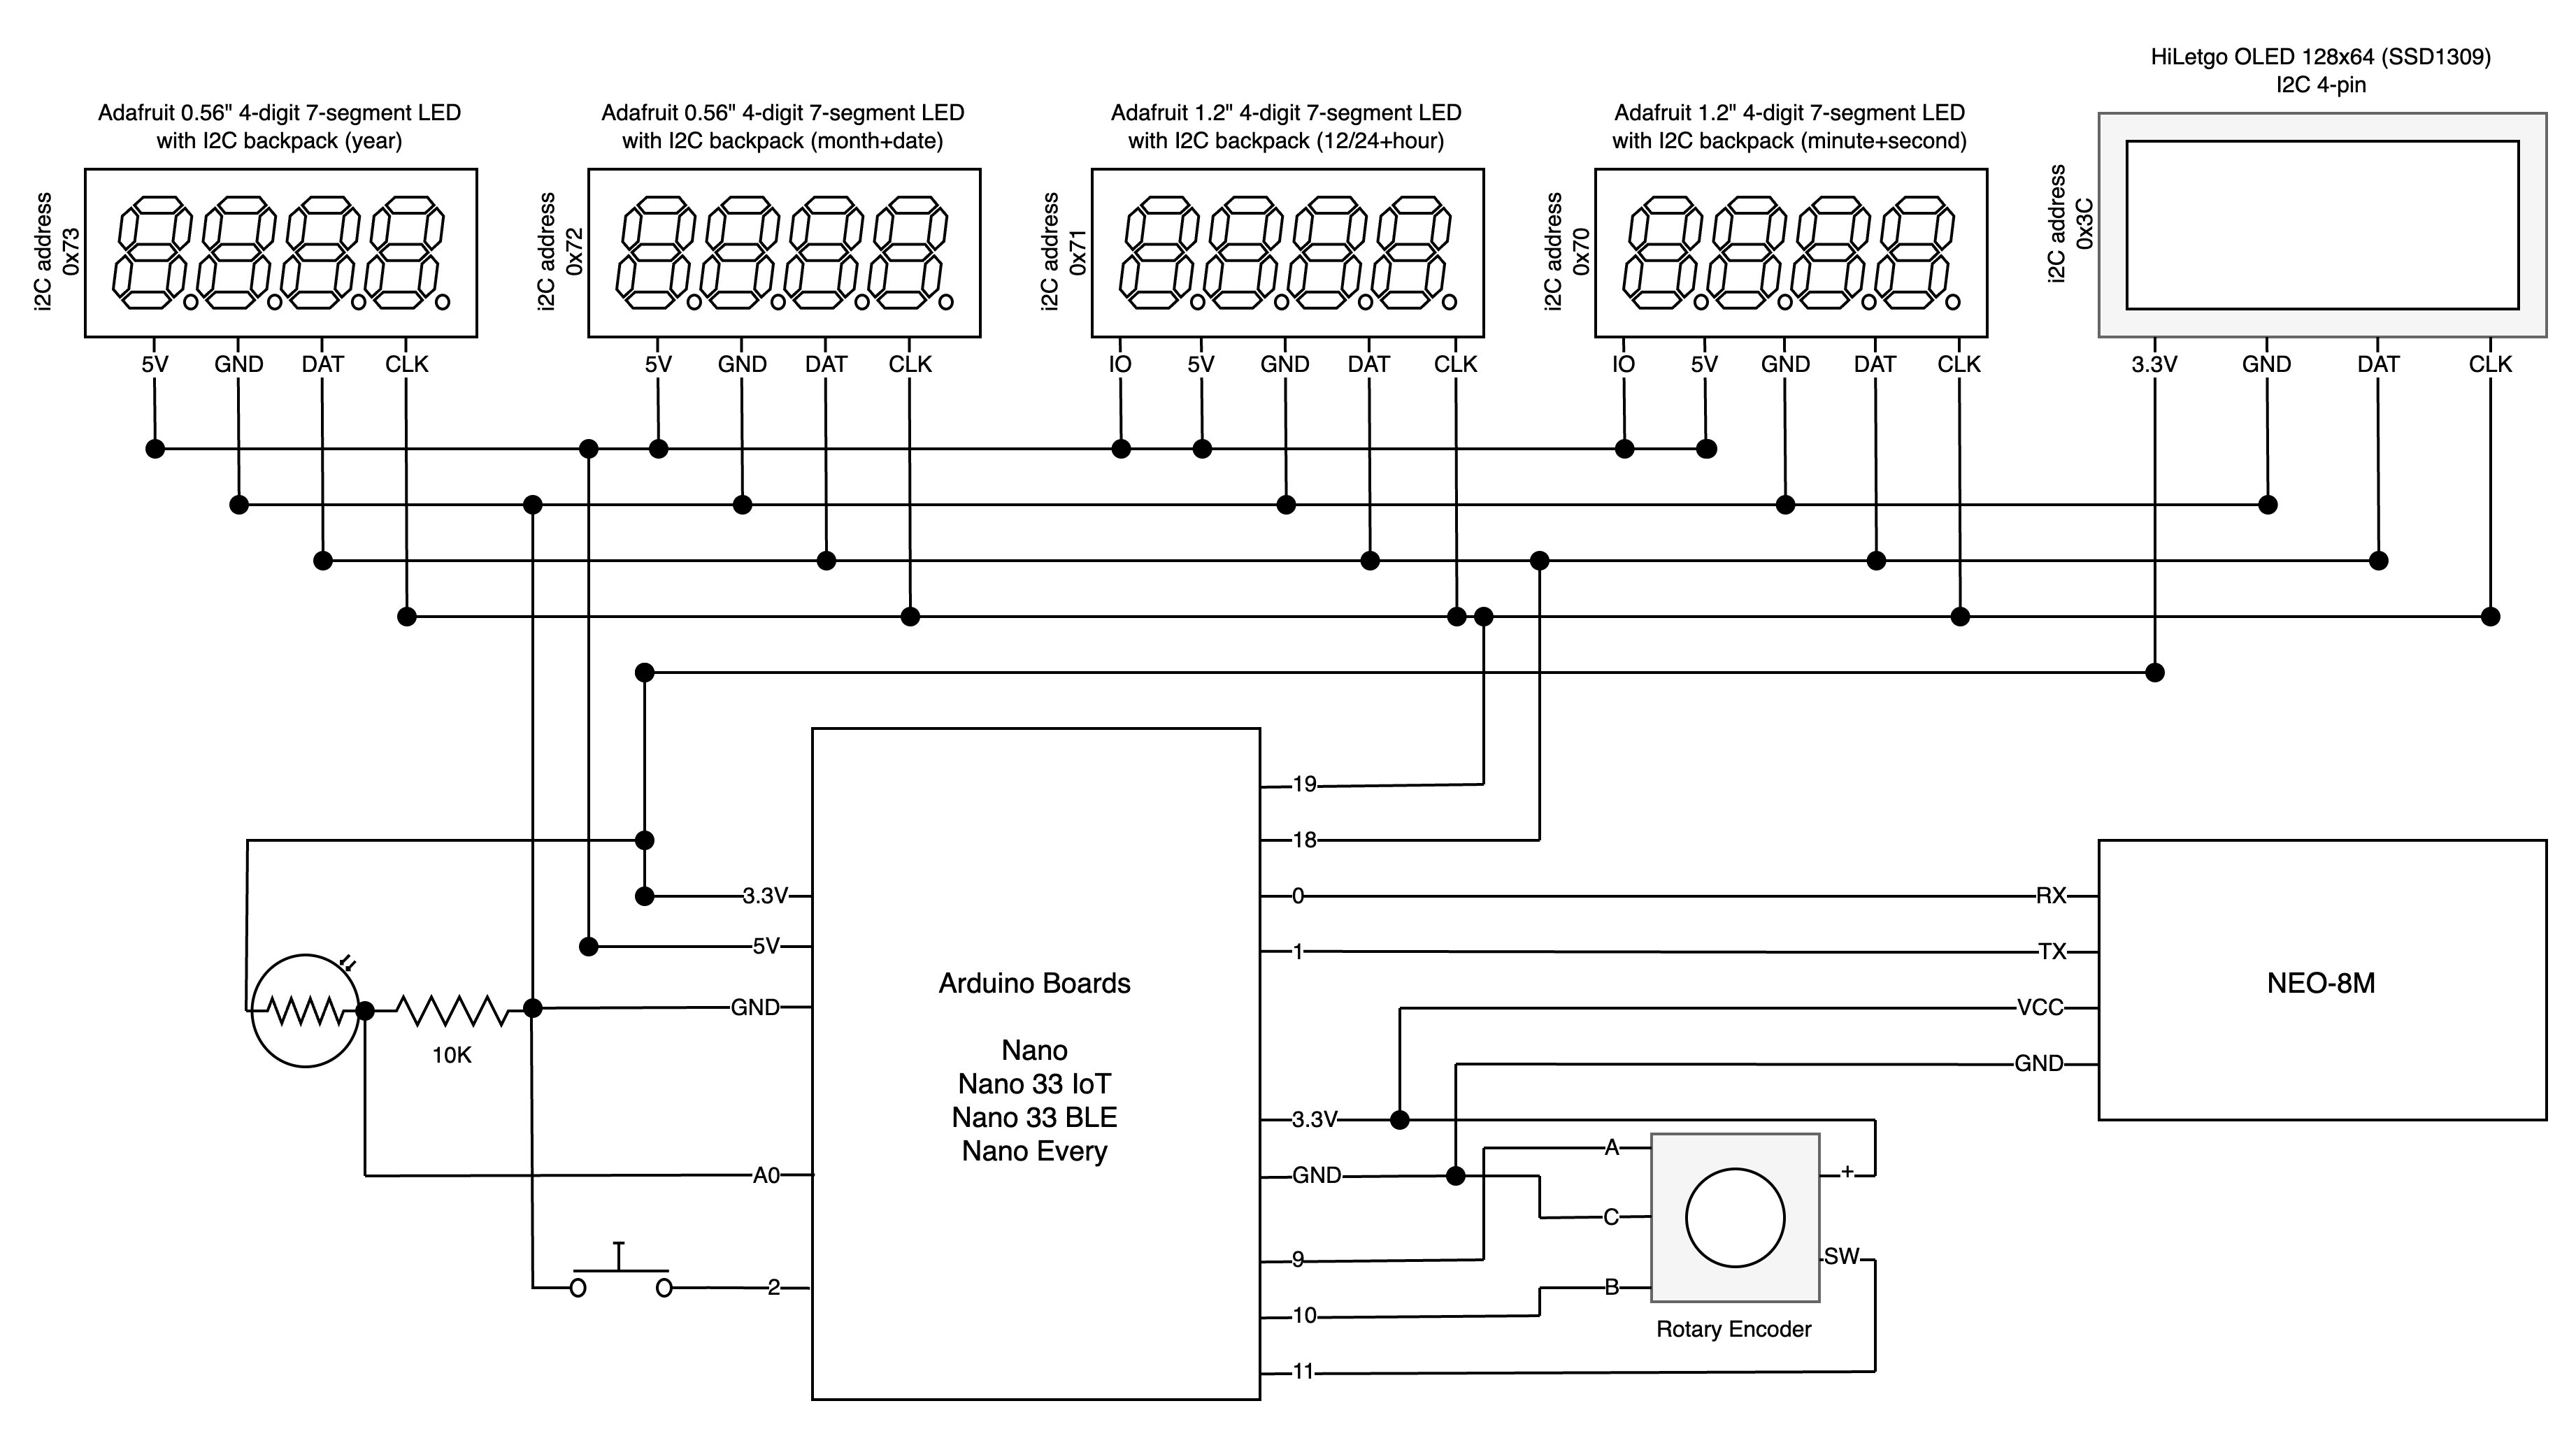 HiLetgo OLED 128x64 (SSD1309)
I2C 4-pin
Adafruit 0.56" 4-digit 7-segment LED
with I2C backpack (year)
Adafruit 0.56" 4-digit 7-segment LED
with I2C backpack (month+date)
Adafruit 1.2" 4-digit 7-segment LED
with I2C backpack (12/24+hour)
Adafruit 1.2" 4-digit 7-segment LED
with I2C backpack (minute+second)
i2C address
0x73
i2C address
0x72
i2C address
0x71
i2C address
0x70
i2C address
0x3C
5V GND DAT CLK
5V GND DAT CLK
IO 5V GND DAT CLK
IO 5V GND DAT CLK
3.3V GND DAT CLK
3.3V
5V
GND
10K
A0
2
Arduino Boards
Nano
Nano 33 IoT
Nano 33 BLE
Nano Every
19
18
0
1
3.3V
GND
9
10
11
RX
TX
VCC
GND
NEO-8M
A
C
B
+
SW
Rotary Encoder